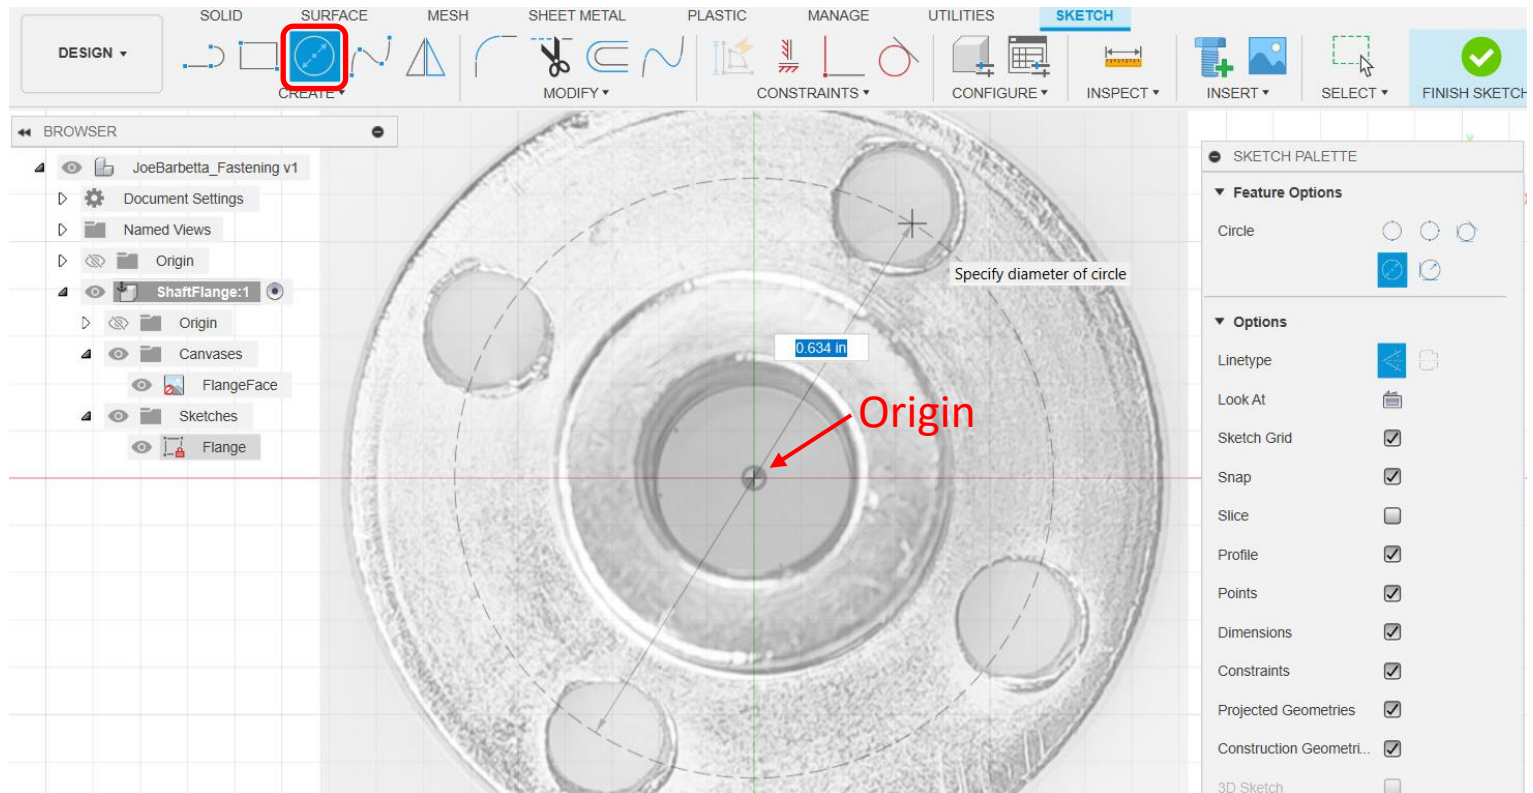 SOLID SURFACE MESH SHEET METAL PLASTIC MANAGE UTILITIES SKETCH
DESIGN ▾
CREATE ▾ MODIFY ▾ CONSTRAINTS ▾ CONFIGURE ▾ INSPECT ▾ INSERT ▾ SELECT ▾ FINISH SKETCH
BROWSER
JoeBarbetta_Fastening v1
Document Settings
Named Views
Origin
ShaftFlange:1
Origin
Canvases
FlangeFace
Sketches
Flange
Specify diameter of circle
0.634 in
Origin
SKETCH PALETTE
Feature Options
Circle
Options
Linetype
Look At
Sketch Grid
Snap
Slice
Profile
Points
Dimensions
Constraints
Projected Geometries
Construction Geometri...
3D Sketch